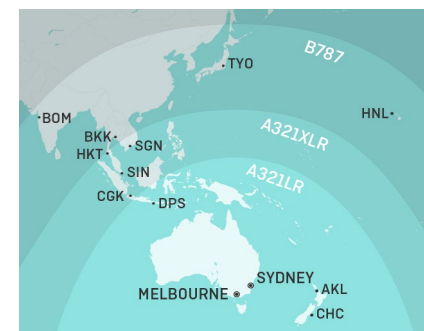 B787
TYO
HNL
BOM
A321XLR
BKK
SGN
HKT
A321LR
SIN
CGK
DPS
SYDNEY
MELBOURNE
AKL
CHC